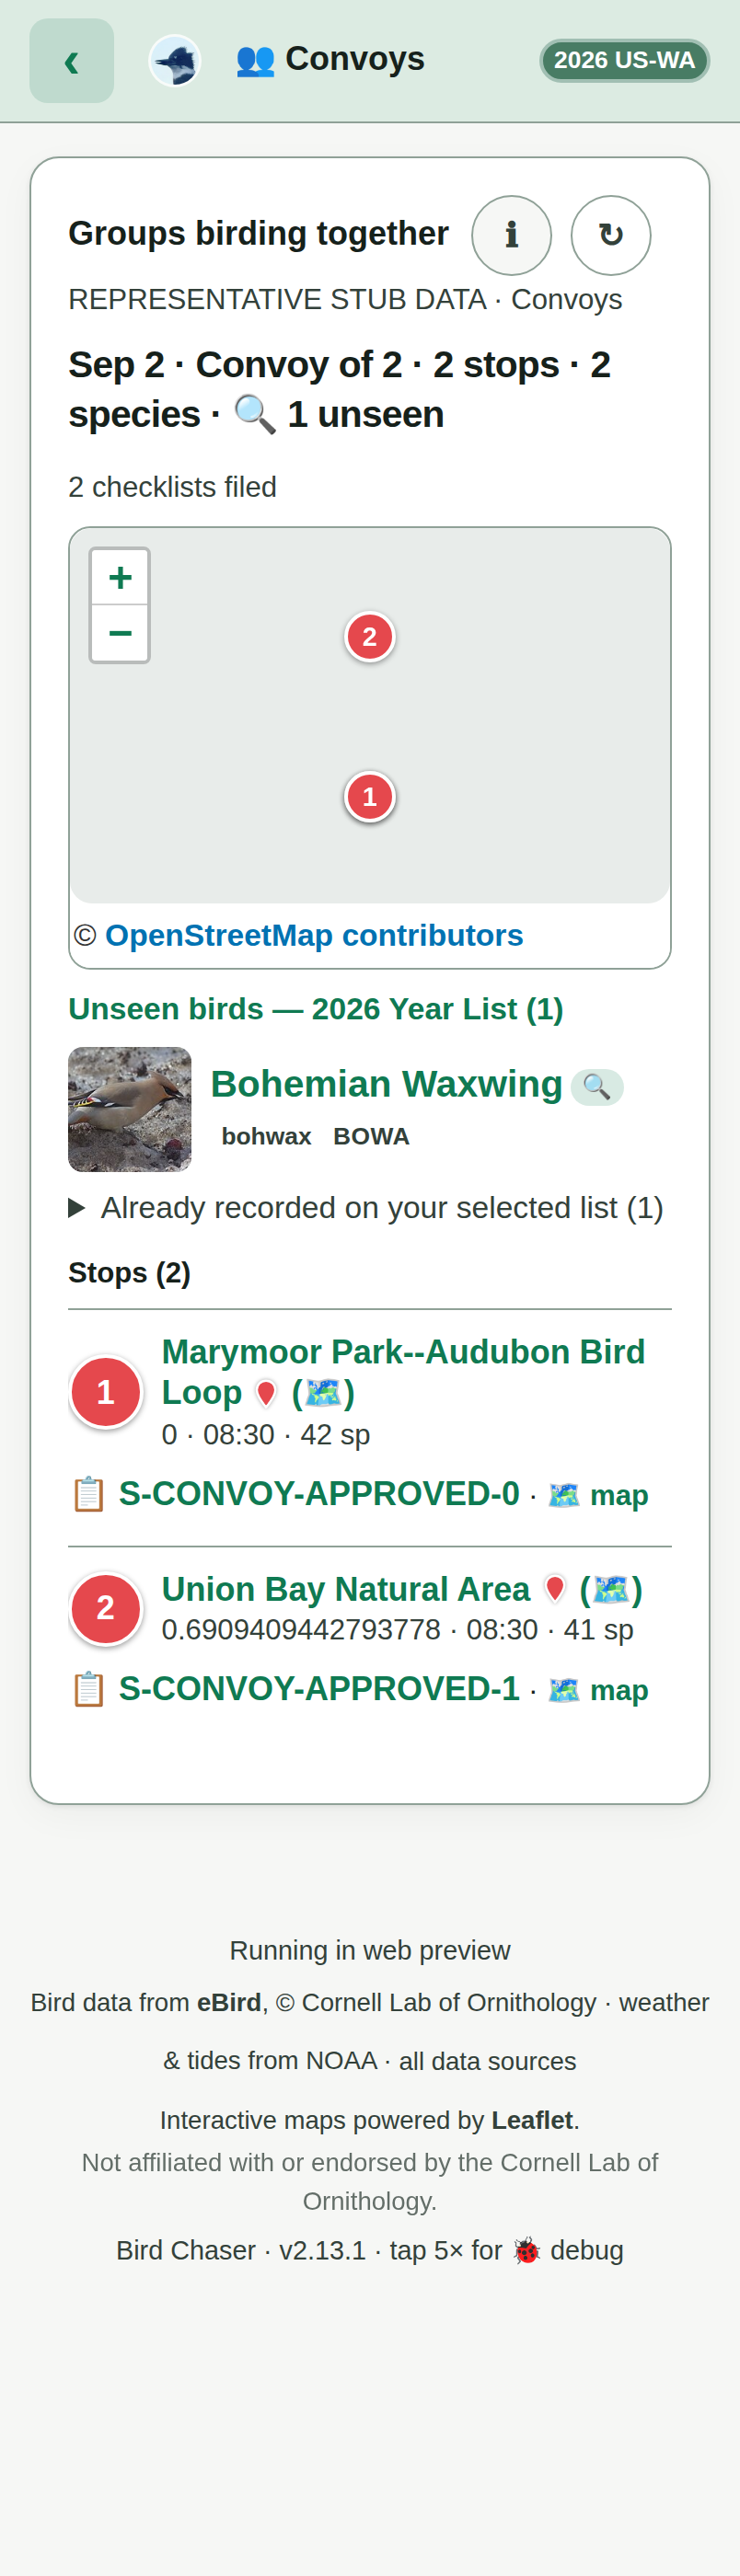 ‹ 👥 Convoys 2026 US-WA
Groups birding together ℹ ↻
REPRESENTATIVE STUB DATA · Convoys
Sep 2 · Convoy of 2 · 2 stops · 2
species · 🔍 1 unseen
2 checklists filed
+
−
2
1
© OpenStreetMap contributors
Unseen birds — 2026 Year List (1)
Bohemian Waxwing 🔍
bohwax BOWA
▶ Already recorded on your selected list (1)
Stops (2)
1
Marymoor Park--Audubon Bird
Loop 📍 (🗺️)
0 · 08:30 · 42 sp
📋 S-CONVOY-APPROVED-0 · 🗺️ map
2
Union Bay Natural Area 📍 (🗺️)
0.6909409442793778 · 08:30 · 41 sp
📋 S-CONVOY-APPROVED-1 · 🗺️ map
Running in web preview
Bird data from eBird, © Cornell Lab of Ornithology · weather
& tides from NOAA · all data sources
Interactive maps powered by Leaflet.
Not affiliated with or endorsed by the Cornell Lab of
Ornithology.
Bird Chaser · v2.13.1 · tap 5× for 🐞 debug